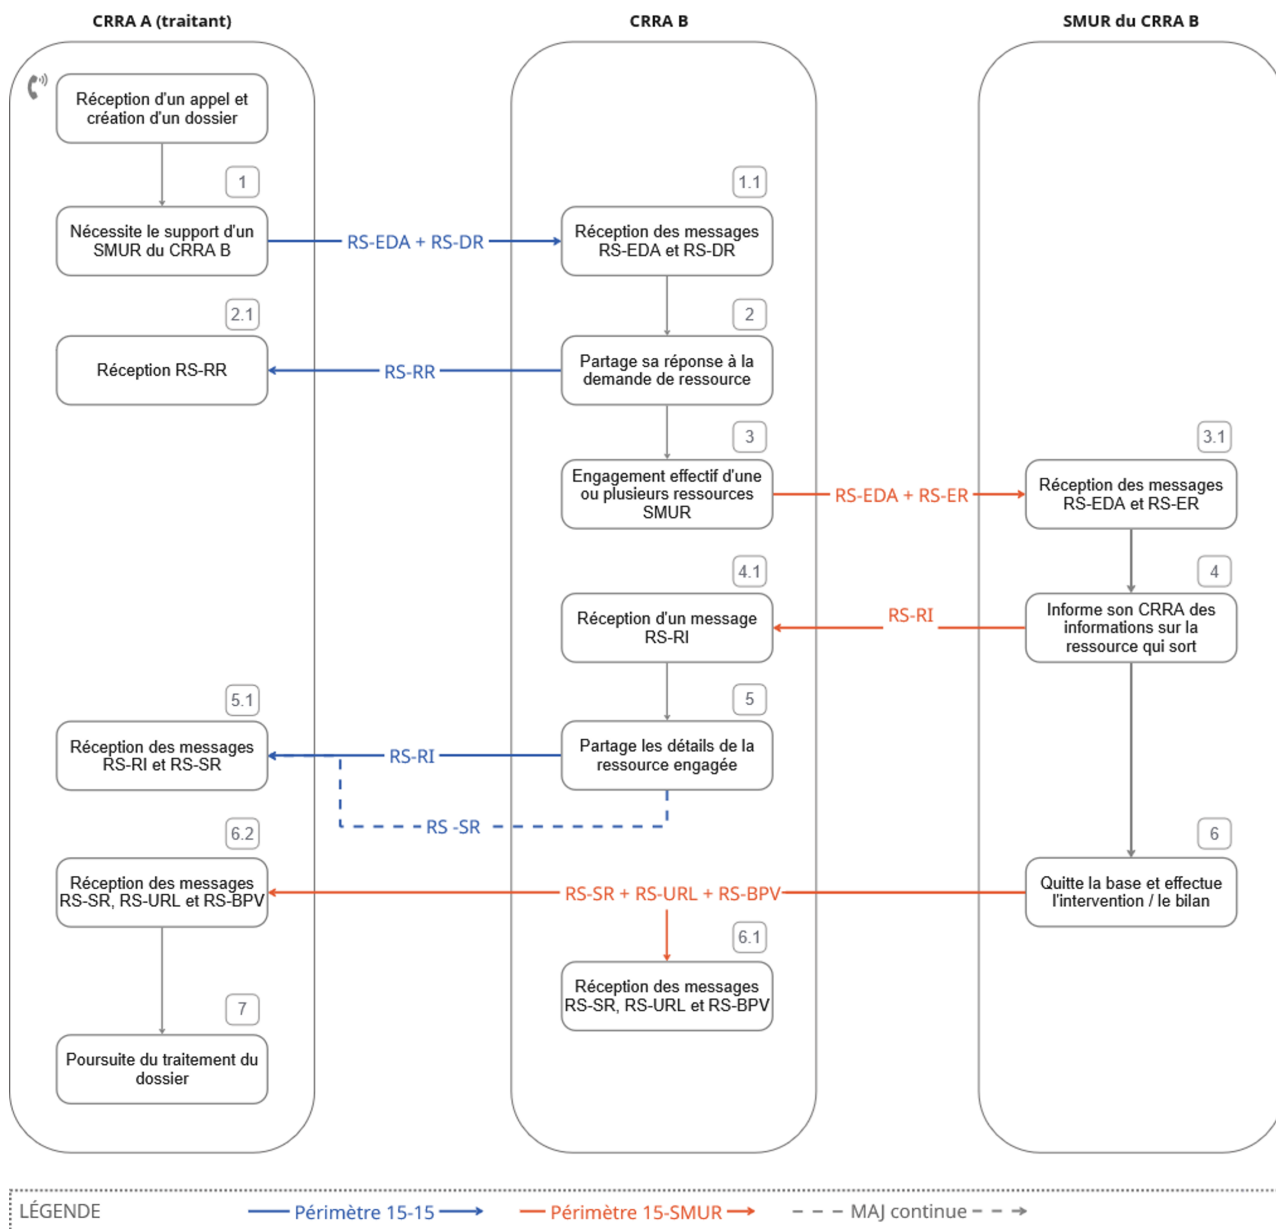 CRRA A (traitant)
CRRA B
SMUR du CRRA B
Réception d'un appel et
création d'un dossier
1
1.1
Nécessite le support d'un
SMUR du CRRA B
RS-EDA + RS-DR
Réception des messages
RS-EDA et RS-DR
2.1
2
Réception RS-RR
RS-RR
Partage sa réponse à la
demande de ressource
3
3.1
Engagement effectif d'une
ou plusieurs ressources
SMUR
RS-EDA + RS-ER
Réception des messages
RS-EDA et RS-ER
4.1
4
Réception d'un message
RS-RI
RS-RI
Informe son CRRA des
informations sur la
ressource qui sort
5.1
5
Réception des messages
RS-RI et RS-SR
RS-RI
Partage les détails de la
ressource engagée
RS -SR
6.2
6
Réception des messages
RS-SR, RS-URL et RS-BPV
RS-SR + RS-URL + RS-BPV
Quitte la base et effectue
l'intervention / le bilan
6.1
Réception des messages
RS-SR, RS-URL et RS-BPV
7
Poursuite du traitement du
dossier
LÉGENDE
Périmètre 15-15
Périmètre 15-SMUR
MAJ continue